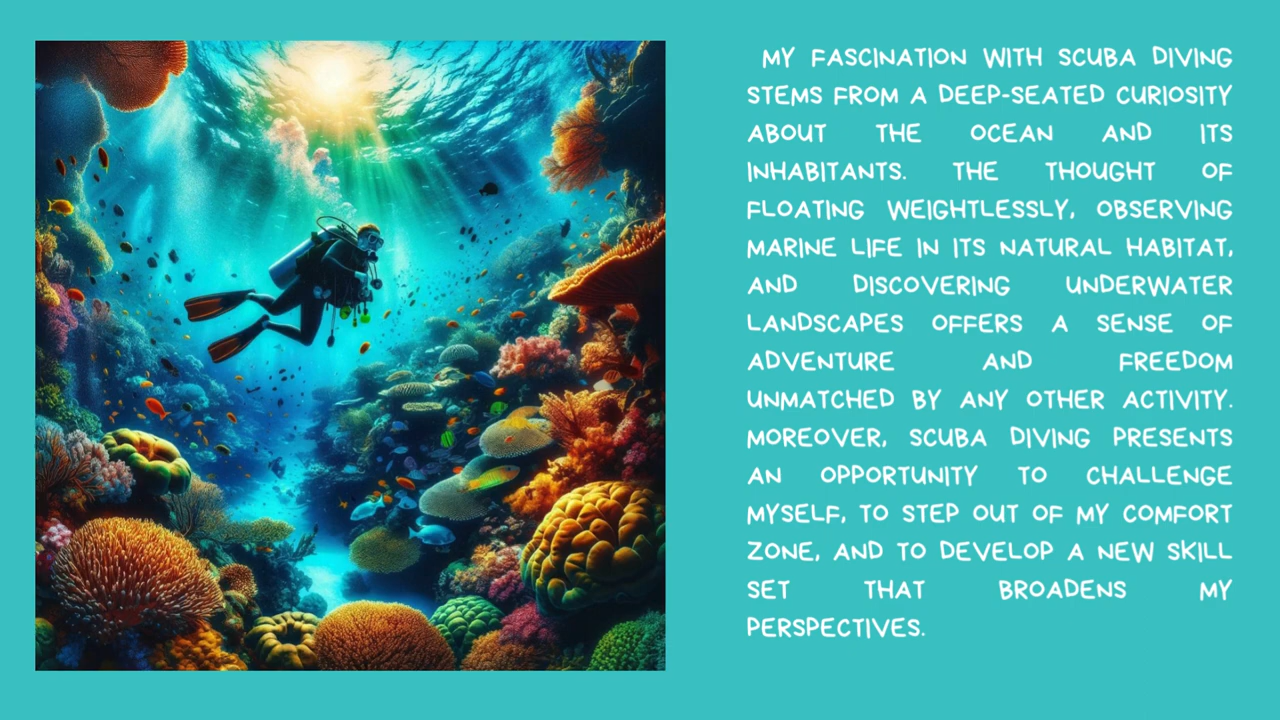 MY FASCINATION WITH SCUBA DIVING
STEMS FROM A DEEP-SEATED CURIOSITY
ABOUT THE OCEAN AND ITS
INHABITANTS. THE THOUGHT OF
FLOATING WEIGHTLESSLY, OBSERVING
MARINE LIFE IN ITS NATURAL HABITAT,
AND DISCOVERING UNDERWATER
LANDSCAPES OFFERS A SENSE OF
ADVENTURE AND FREEDOM
UNMATCHED BY ANY OTHER ACTIVITY.
MOREOVER, SCUBA DIVING PRESENTS
AN OPPORTUNITY TO CHALLENGE
MYSELF, TO STEP OUT OF MY COMFORT
ZONE, AND TO DEVELOP A NEW SKILL
SET THAT BROADENS MY
PERSPECTIVES.